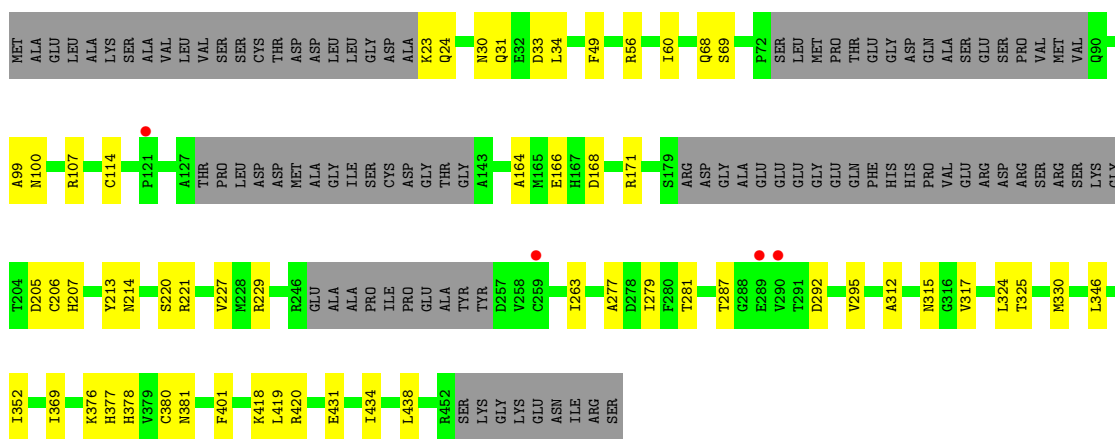 MET ALA GLU LEU ALA LYS SER ALA VAL LEU VAL SER SER CYS THR ASP ASP LEU LEU GLY ASP ALA K23 Q24 N30 Q31 E32 D33 L34 F49 R56 I60 Q68 S69 P72 SER LEU MET PRO THR GLU GLY ASP GLN ALA SER GLU SER PRO VAL MET VAL Q90
A99 N100 R107 C114 P121 A127 THR PRO LEU ASP ASP MET ALA GLY ILE SER CYS ASP GLY THR GLY A143 A164 M165 E166 H167 D168 R171 S179 ARG ASP GLY ALA GLU GLU GLU GLY GLU GLN PHE HIS HIS PRO VAL GLU ARG ASP ARG SER ARG SER LYS GLY
T204 D205 C206 H207 Y213 N214 S220 R221 V227 M228 R229 R246 GLU ALA ALA PRO ILE PRO GLU ALA TYR TYR D257 V258 C259 I263 A277 D278 I279 F280 T281 T287 G288 E289 V290 T291 D292 V295 A312 N315 G316 V317 L324 T325 M330 L346
I352 I369 K376 H377 H378 V379 C380 N381 F401 K418 L419 R420 E431 I434 L438 R452 SER LYS GLY LYS GLU ASN ILE ARG SER